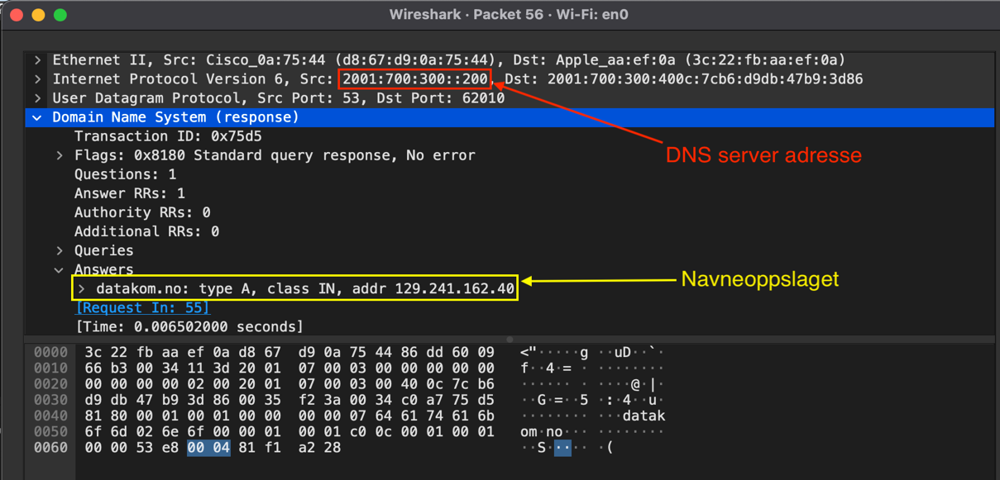 Wireshark · Packet 56 · Wi-Fi: en0
> Ethernet II, Src: Cisco_0a:75:44 (d8:67:d9:0a:75:44), Dst: Apple_aa:ef:0a (3c:22:fb:aa:ef:0a)
> Internet Protocol Version 6, Src: 2001:700:300::200, Dst: 2001:700:300:400c:7cb6:d9db:47b9:3d86
> User Datagram Protocol, Src Port: 53, Dst Port: 62010
Domain Name System (response)
Transaction ID: 0x75d5
> Flags: 0x8180 Standard query response, No error
DNS server adresse
Questions: 1
Answer RRs: 1
Authority RRs: 0
Additional RRs: 0
> Queries
Answers
> datakom.no: type A, class IN, addr 129.241.162.40
Navneoppslaget
[Request In: 55]
[Time: 0.006502000 seconds]
0000 3c 22 fb aa ef 0a d8 67 d9 0a 75 44 86 dd 60 09 <"·····g ··uD··`·
0010 66 b3 00 34 11 3d 20 01 07 00 03 00 00 00 00 00 f··4·= · ········
0020 00 00 00 00 02 00 20 01 07 00 03 00 40 0c 7c b6 ······ · ····@·|·
0030 d9 db 47 b9 3d 86 00 35 f2 3a 00 34 c0 a7 75 d5 ··G·=··5 ·:·4··u·
0040 81 80 00 01 00 01 00 00 00 00 07 64 61 74 61 6b ········ ···datak
0050 6f 6d 02 6e 6f 00 00 01 00 01 c0 0c 00 01 00 01 om·no··· ········
0060 00 00 53 e8 00 04 81 f1 a2 28 ··S····· ·(